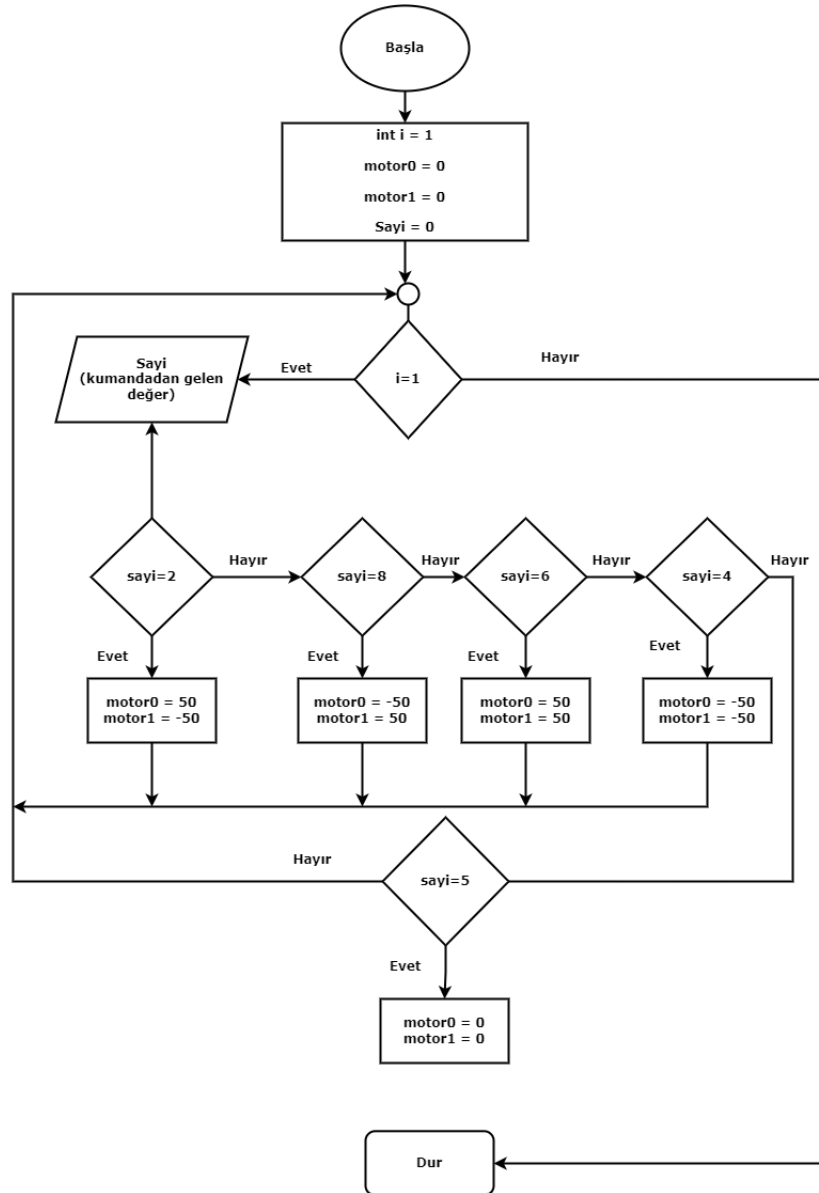 Başla
int i = 1
motor0 = 0
motor1 = 0
Sayi = 0
Sayi
(kumandadan gelen
değer)
Evet
i=1
Hayır
sayi=2
Hayır
sayi=8
Hayır
sayi=6
Hayır
sayi=4
Hayır
Evet
Evet
Evet
Evet
motor0 = 50
motor1 = -50
motor0 = -50
motor1 = 50
motor0 = 50
motor1 = 50
motor0 = -50
motor1 = -50
Hayır
sayi=5
Evet
motor0 = 0
motor1 = 0
Dur